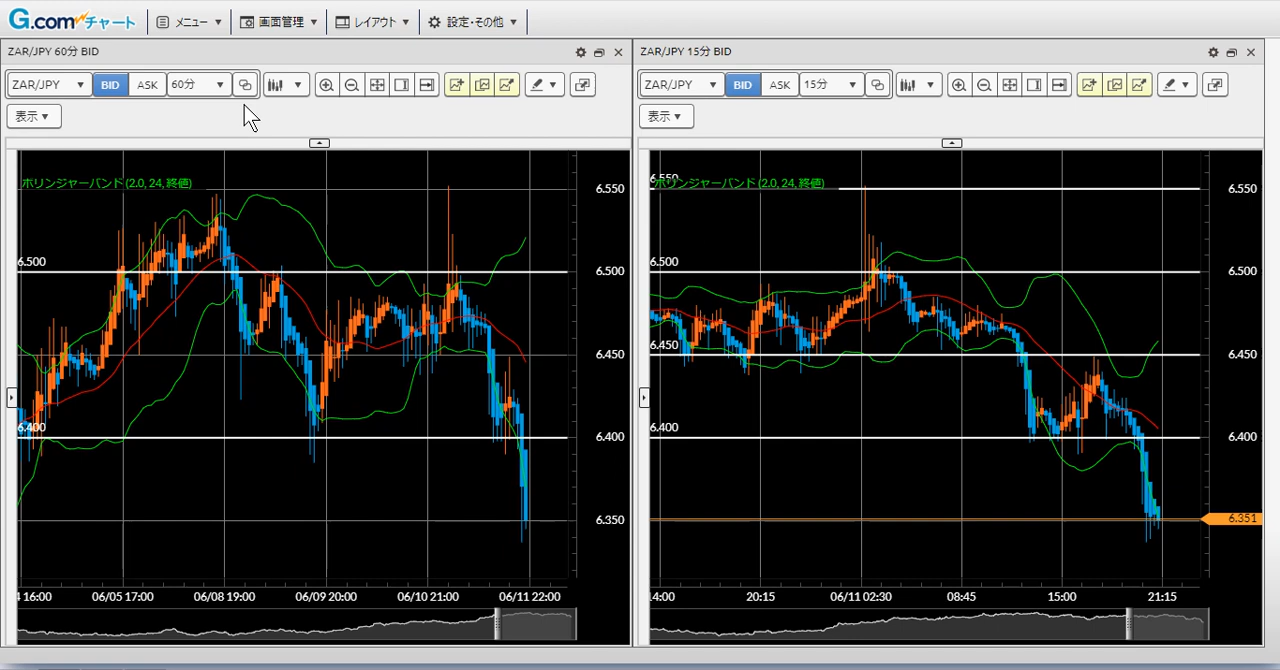 G.comチャート メニュー ▼ 画面管理 ▼ レイアウト ▼ 設定・その他 ▼
ZAR/JPY 60分 BID
ZAR/JPY ▼ BID ASK 60分 ▼
表示 ▼
ボリンジャーバンド (2.0, 24, 終値)
6.500
6.400
6.550
6.500
6.450
6.400
6.350
16:00 06/05 17:00 06/08 19:00 06/09 20:00 06/10 21:00 06/11 22:00
ZAR/JPY 15分 BID
ZAR/JPY ▼ BID ASK 15分 ▼
表示 ▼
6.550
ボリンジャーバンド (2.0, 24, 終値)
6.500
6.450
6.400
6.550
6.500
6.450
6.400
6.351
14:00 20:15 06/11 02:30 08:45 15:00 21:15